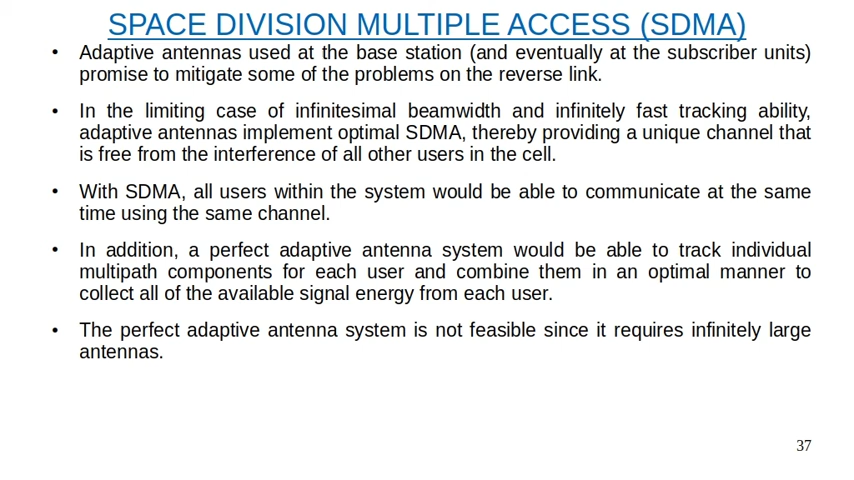 SPACE DIVISION MULTIPLE ACCESS (SDMA)
• Adaptive antennas used at the base station (and eventually at the subscriber units)
promise to mitigate some of the problems on the reverse link.
• In the limiting case of infinitesimal beamwidth and infinitely fast tracking ability,
adaptive antennas implement optimal SDMA, thereby providing a unique channel that
is free from the interference of all other users in the cell.
• With SDMA, all users within the system would be able to communicate at the same
time using the same channel.
• In addition, a perfect adaptive antenna system would be able to track individual
multipath components for each user and combine them in an optimal manner to
collect all of the available signal energy from each user.
• The perfect adaptive antenna system is not feasible since it requires infinitely large
antennas.
37